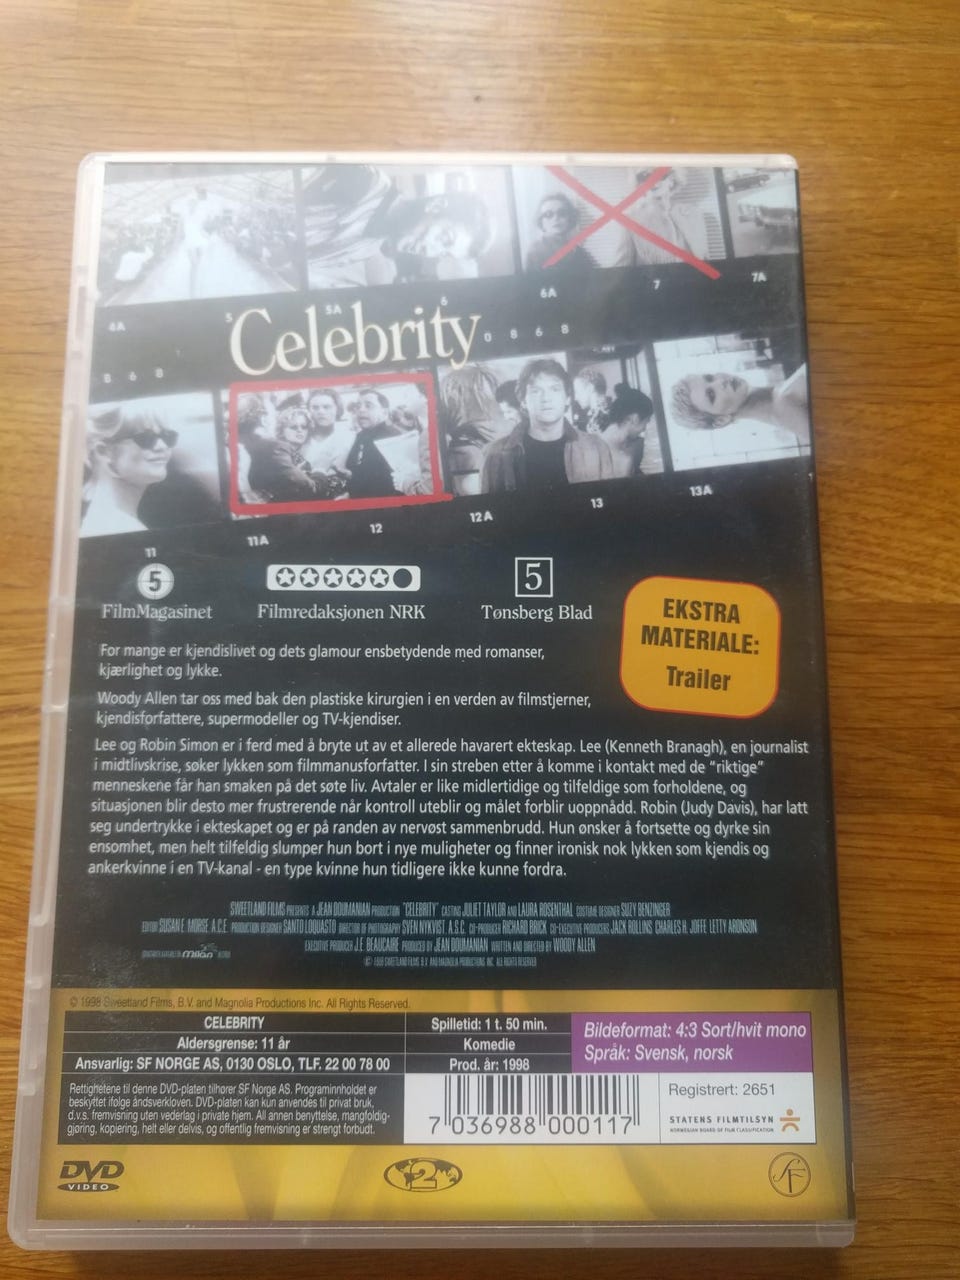 4A
5
5A
6
6A
7
7A
Celebrity
0 8 6 8
8 6 8
11
11A
12
12A
13
13A
5
FilmMagasinet
Filmredaksjonen NRK
5
Tønsberg Blad
EKSTRA
MATERIALE:
Trailer
For mange er kjendislivet og dets glamour ensbetydende med romanser,
kjærlighet og lykke.
Woody Allen tar oss med bak den plastiske kirurgien i en verden av filmstjerner,
kjendisforfattere, supermodeller og TV-kjendiser.
Lee og Robin Simon er i ferd med å bryte ut av et allerede havarert ekteskap. Lee (Kenneth Branagh), en journalist
i midtlivskrise, søker lykken som filmmanusforfatter. I sin streben etter å komme i kontakt med de "riktige"
menneskene får han smaken på det søte liv. Avtaler er like midlertidige og tilfeldige som forholdene, og
situasjonen blir desto mer frustrerende når kontroll uteblir og målet forblir uoppnådd. Robin (Judy Davis), har latt
seg undertrykke i ekteskapet og er på randen av nervøst sammenbrudd. Hun ønsker å fortsette og dyrke sin
ensomhet, men helt tilfeldig slumper hun bort i nye muligheter og finner ironisk nok lykken som kjendis og
ankerkvinne i en TV-kanal - en type kvinne hun tidligere ikke kunne fordra.
SWEETLAND FILMS PRESENTS A JEAN DOUMANIAN PRODUCTION "CELEBRITY" CASTING JULIET TAYLOR AND LAURA ROSENTHAL COSTUME DESIGNER SUZY BENZINGER
EDITOR SUSAN E. MORSE A.C.E. PRODUCTION DESIGNER SANTO LOQUASTO DIRECTOR OF PHOTOGRAPHY SVEN NYKVIST A.S.C. CO-PRODUCER RICHARD BRICK CO-EXECUTIVE PRODUCERS JACK ROLLINS CHARLES H. JOFFE LETTY ARONSON
EXECUTIVE PRODUCER J.E. BEAUCAIRE PRODUCED BY JEAN DOUMANIAN WRITTEN AND DIRECTED BY WOODY ALLEN
milan
© 1998 SWEETLAND FILMS B.V. AND MAGNOLIA PRODUCTIONS INC. ALL RIGHTS RESERVED
© 1998 Sweetland Films, B.V. and Magnolia Productions Inc. All Rights Reserved.
CELEBRITY
Aldersgrense: 11 år
Ansvarlig: SF NORGE AS, 0130 OSLO, TLF. 22 00 78 00
Spilletid: 1 t. 50 min.
Komedie
Prod. år: 1998
Bildeformat: 4:3 Sort/hvit mono
Språk: Svensk, norsk
Rettighetene til denne DVD-platen tilhører SF Norge AS. Programinnholdet er
beskyttet ifølge åndsverkloven. DVD-platen kan kun anvendes til privat bruk,
d.v.s. fremvisning uten vederlag i private hjem. All annen benyttelse, mangfoldig-
gjøring, kopiering, helt eller delvis, og offentlig fremvisning er strengt forbudt.
7 036988 000117
Registrert: 2651
STATENS FILMTILSYN
NORWEGIAN BOARD OF FILM CLASSIFICATION
DVD
VIDEO
2
SF